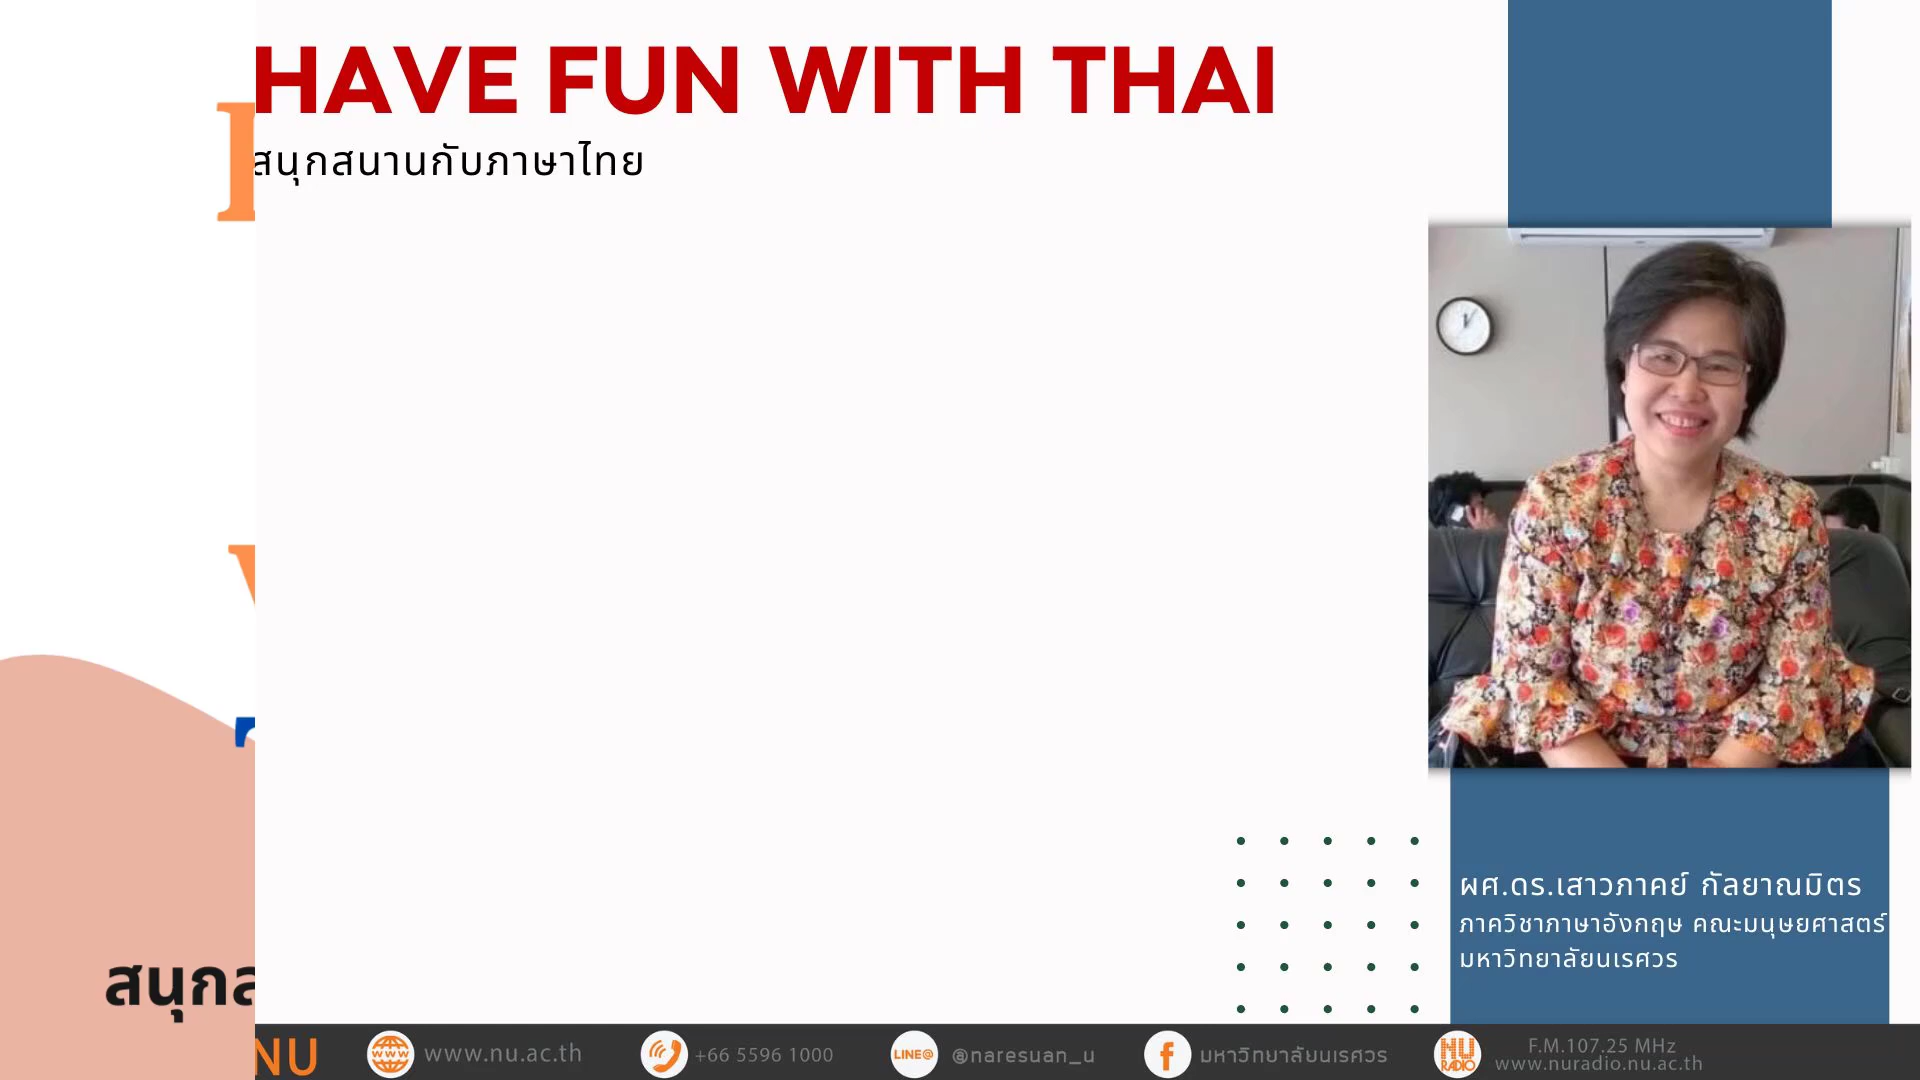 HAVE FUN WITH THAI
สนุกสนานกับภาษาไทย
ผศ.ดร.เสาวภาคย์ กัลยาณมิตร
ภาควิชาภาษาอังกฤษ คณะมนุษยศาสตร์
มหาวิทยาลัยนเรศวร
สนุกส
NU
www.nu.ac.th
+66 5596 1000
LINE@
@naresuan_u
มหาวิทยาลัยนเรศวร
NU RADIO
F.M.107.25 MHz
www.nuradio.nu.ac.th